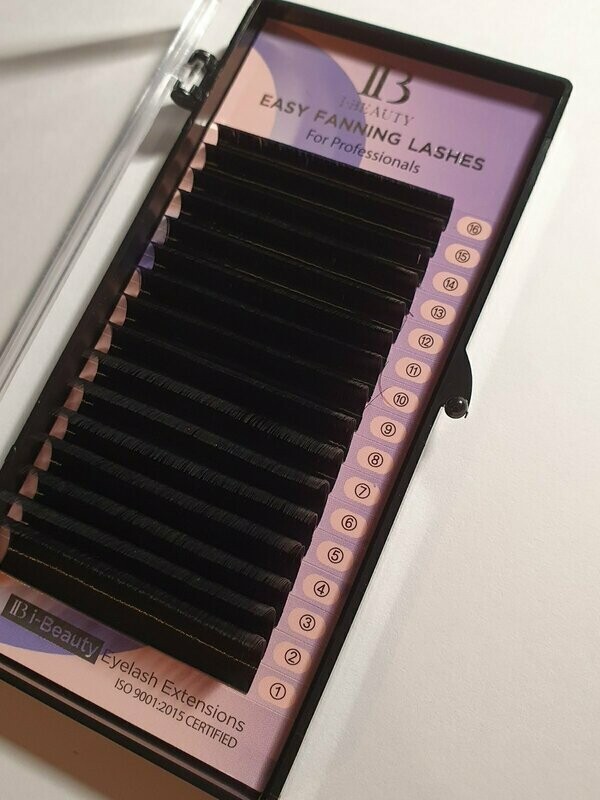 IB
I-BEAUTY
EASY FANNING LASHES
For Professionals
16
15
14
13
12
11
10
9
8
7
6
5
4
3
2
1
IB i-Beauty Eyelash Extensions
ISO 9001:2015 CERTIFIED